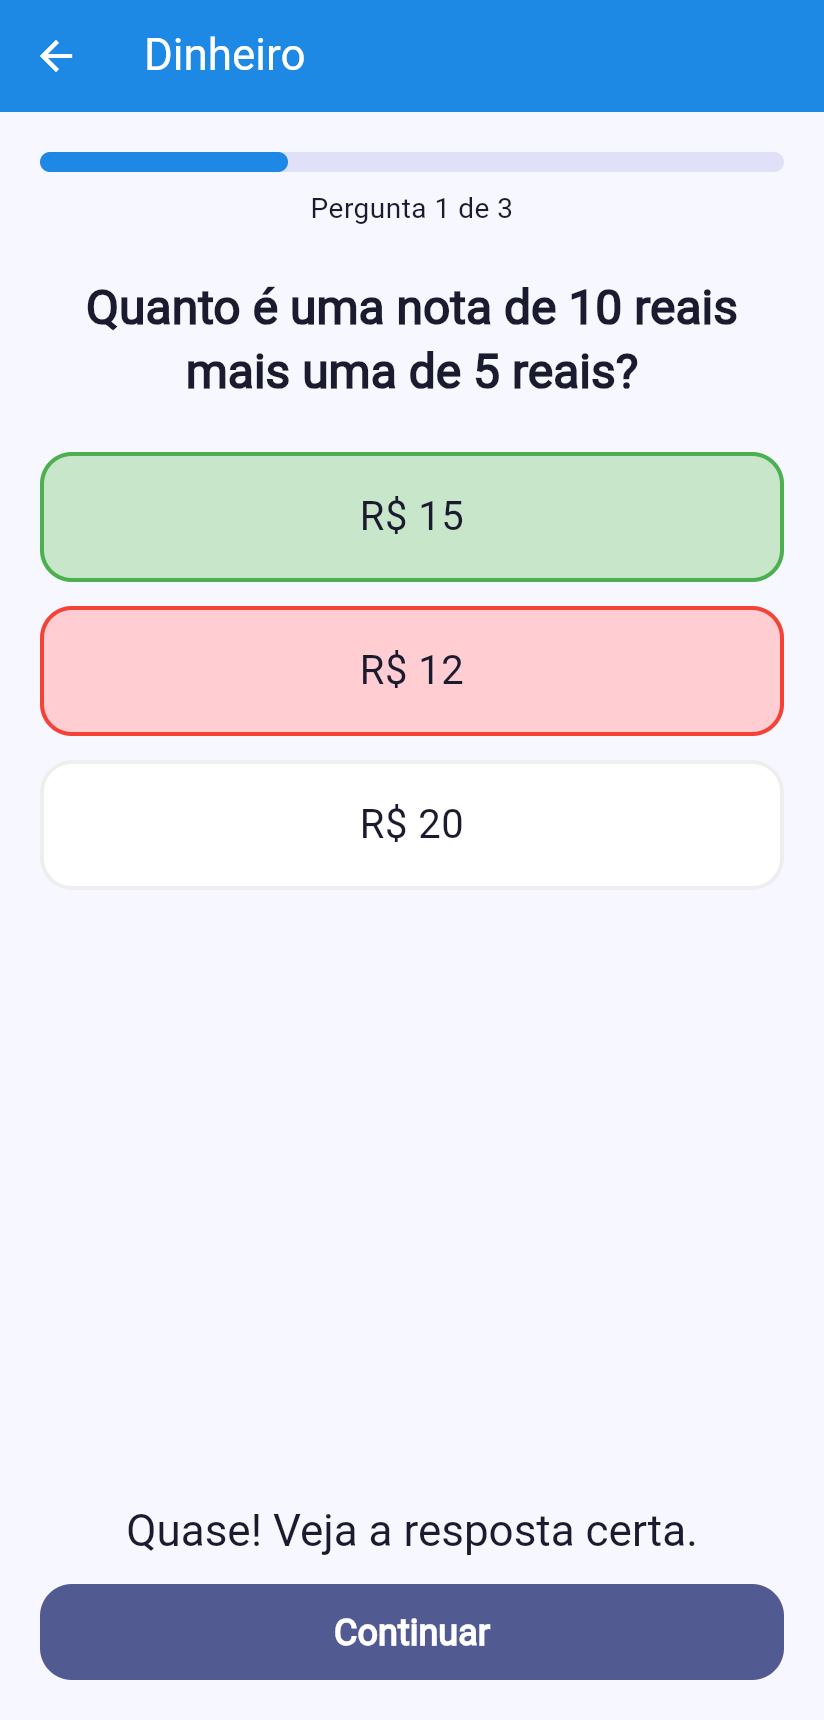 Dinheiro
Pergunta 1 de 3
Quanto é uma nota de 10 reais
mais uma de 5 reais?
R$ 15
R$ 12
R$ 20
Quase! Veja a resposta certa.
Continuar